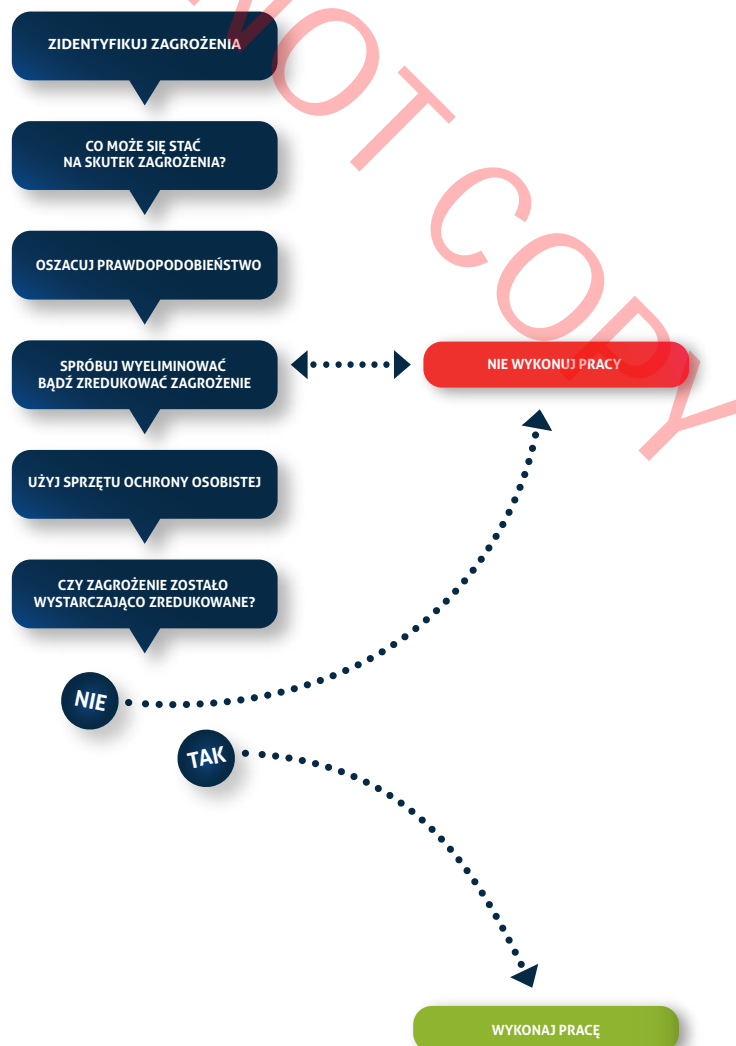 ZIDENTYFIKUJ ZAGROŻENIA
CO MOŻE SIĘ STAĆ
NA SKUTEK ZAGROŻENIA?
OSZACUJ PRAWDOPODOBIEŃSTWO
SPRÓBUJ WYELIMINOWAĆ
BĄDŹ ZREDUKOWAĆ ZAGROŻENIE
NIE WYKONUJ PRACY
UŻYJ SPRZĘTU OCHRONY OSOBISTEJ
CZY ZAGROŻENIE ZOSTAŁO
WYSTARCZAJĄCO ZREDUKOWANE?
NIE
TAK
WYKONAJ PRACĘ
NOT COPY